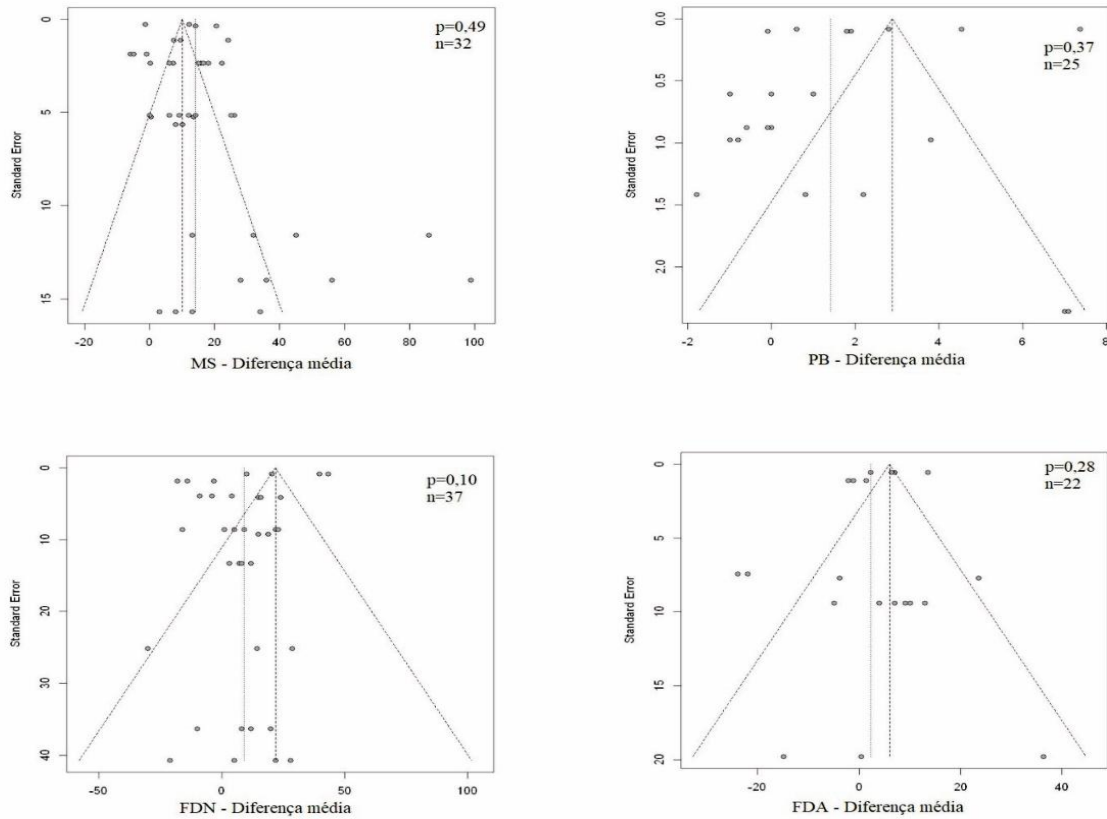 p=0,49
n=32
Standard Error
0
5
10
15
-20 0 20 40 60 80 100
MS - Diferença média
p=0,37
n=25
Standard Error
0.0
0.5
1.0
1.5
2.0
-2 0 2 4 6 8
PB - Diferença média
p=0,10
n=37
Standard Error
0
10
20
30
40
-50 0 50 100
FDN - Diferença média
p=0,28
n=22
Standard Error
0
5
10
15
20
-20 0 20 40
FDA - Diferença média